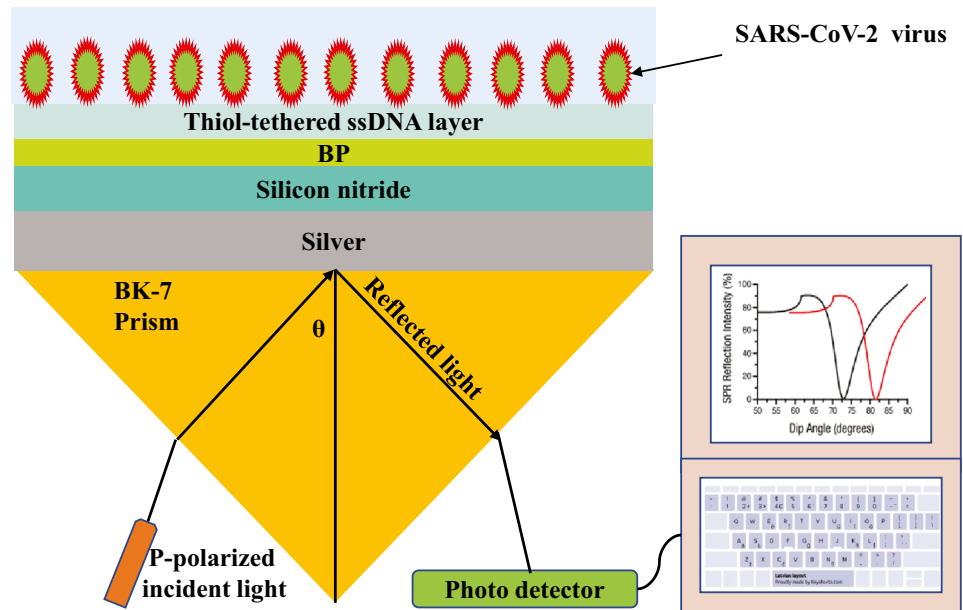 SARS-CoV-2 virus
Thiol-tethered ssDNA layer
BP
Silicon nitride
Silver
BK-7
Prism
θ
Reflected light
P-polarized
incident light
Photo detector
SPR Reflection Intensity (%)
100
80
60
40
20
0
50 55 60 65 70 75 80 85 90
Dip Angle (degrees)
Q W E R T Y U I O P
A S D F G H J K L
Z X C V B N M
Latvian layout